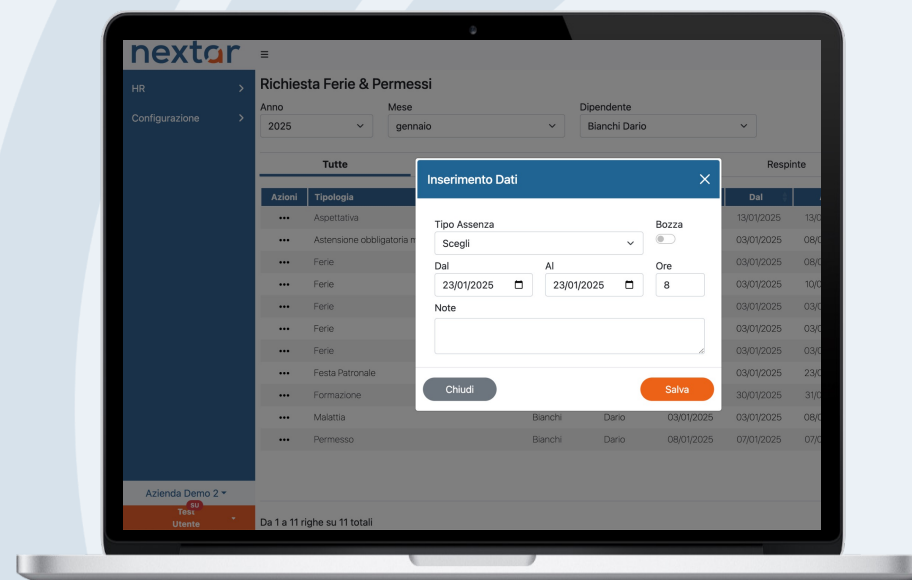 nextar
HR
Configurazione
Richiesta Ferie & Permessi
Anno Mese Dipendente
2025 gennaio Bianchi Dario
Tutte Respinte
Azioni Tipologia Dal
Aspettativa 13/01/2025
Astensione obbligatoria 03/01/2025
Ferie 03/01/2025
Ferie 03/01/2025
Ferie 03/01/2025
Ferie 03/01/2025
Ferie 03/01/2025
Festa Patronale 03/01/2025
Formazione 30/01/2025
Malattia Bianchi Dario 03/01/2025 03/01/2025
Permesso Bianchi Dario 08/01/2025 07/01/2025
Inserimento Dati
Tipo Assenza Bozza
Scegli
Dal Al Ore
23/01/2025 23/01/2025 8
Note
Chiudi Salva
Azienda Demo 2
SU
Utente
Da 1 a 11 righe su 11 totali